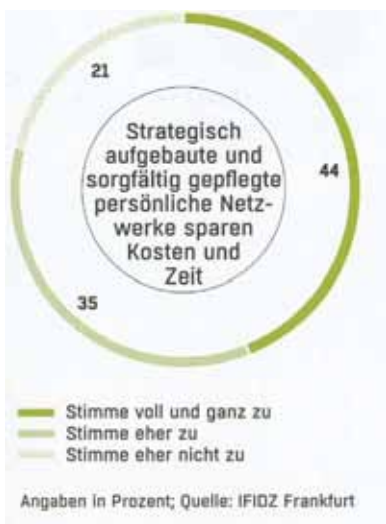 21
Strategisch
aufgebaute und
sorgfältig gepflegte
persönliche Netz-
werke sparen
Kosten und
Zeit
44
35
Stimme voll und ganz zu
Stimme eher zu
Stimme eher nicht zu
Angaben in Prozent; Quelle: IFIDZ Frankfurt